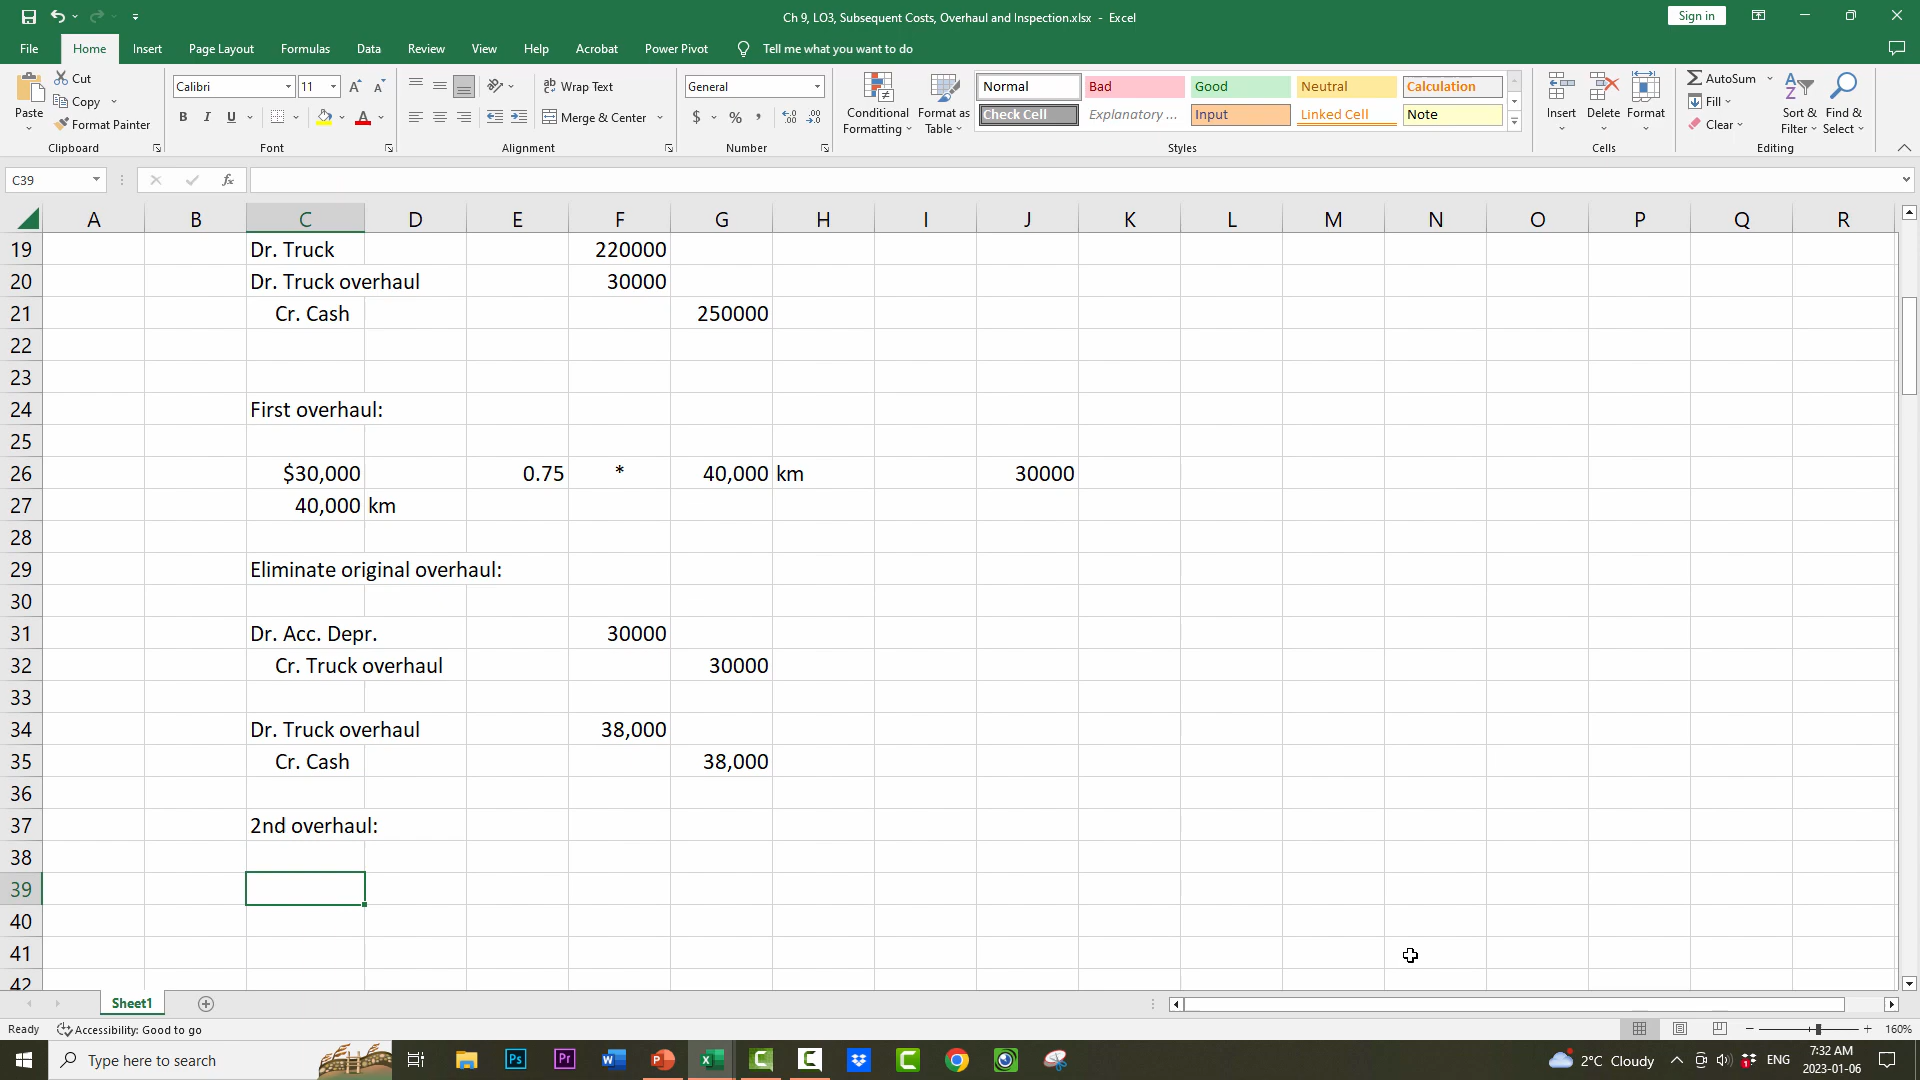 Ch 9, LO3, Subsequent Costs, Overhaul and Inspection.xlsx - Excel
Sign in
File Home Insert Page Layout Formulas Data Review View Help Acrobat Power Pivot Tell me what you want to do
Paste
Cut
Copy
Format Painter
Clipboard
Calibri 11
B I U
Font
Wrap Text
Merge & Center
Alignment
General
$ % ,
Number
Conditional Formatting
Format as Table
Normal Bad Good Neutral Calculation
Check Cell Explanatory ... Input Linked Cell Note
Styles
Insert Delete Format
Cells
AutoSum
Fill
Clear
Sort & Filter
Find & Select
Editing
C39
fx
A B C D E F G H I J K L M N O P Q R
19 Dr. Truck 220000
20 Dr. Truck overhaul 30000
21 Cr. Cash 250000
22
23
24 First overhaul:
25
26 $30,000 0.75 * 40,000 km 30000
27 40,000 km
28
29 Eliminate original overhaul:
30
31 Dr. Acc. Depr. 30000
32 Cr. Truck overhaul 30000
33
34 Dr. Truck overhaul 38,000
35 Cr. Cash 38,000
36
37 2nd overhaul:
38
39
40
41
42
Sheet1
Ready Accessibility: Good to go 160%
Type here to search
2°C Cloudy ENG 7:32 AM
2023-01-06